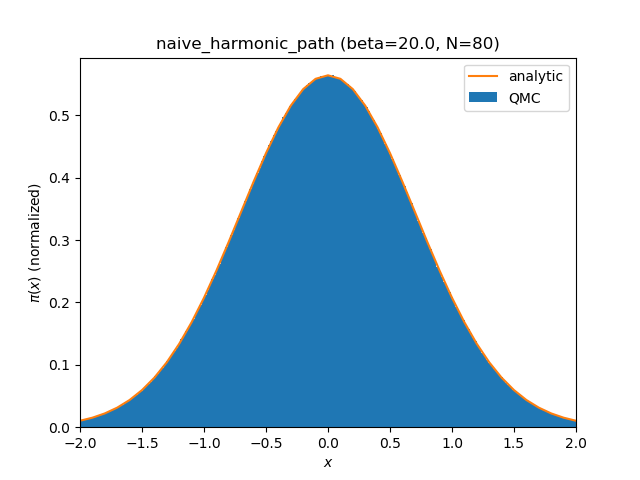 naive_harmonic_path (beta=20.0, N=80)
analytic
QMC
π(x) (normalized)
0.5
0.4
0.3
0.2
0.1
0.0
−2.0 −1.5 −1.0 −0.5 0.0 0.5 1.0 1.5 2.0
x